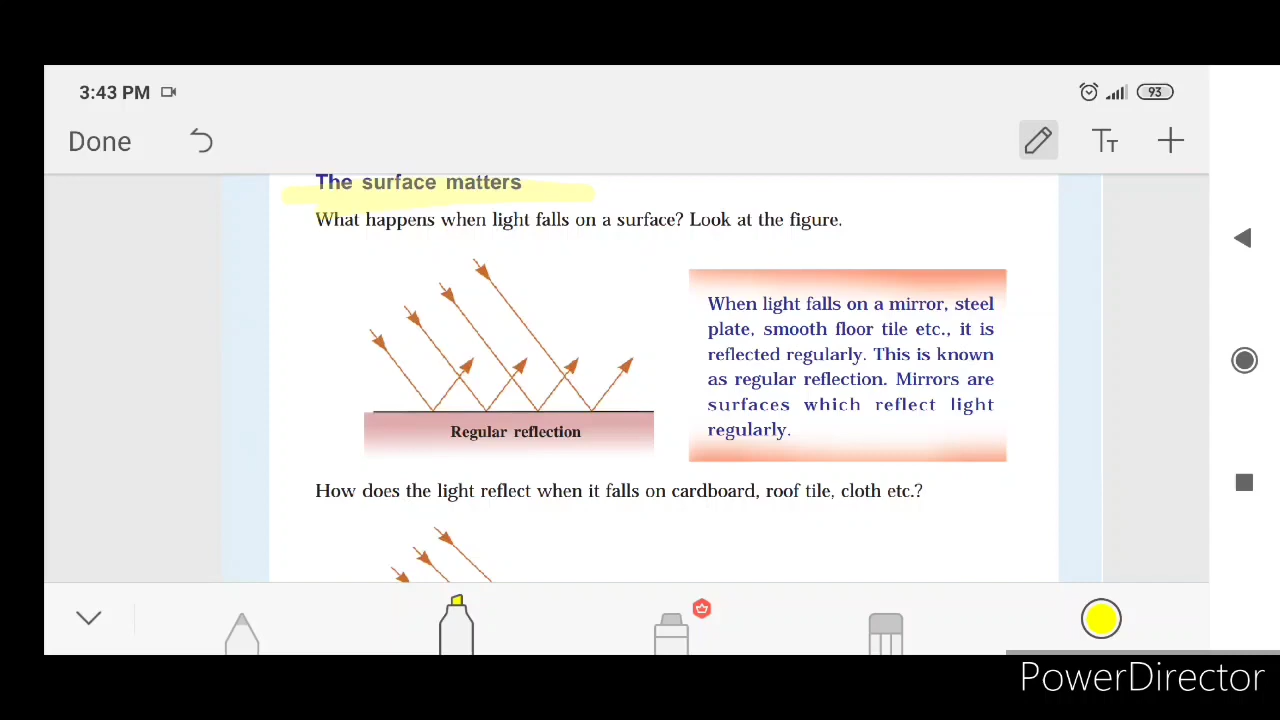 3:43 PM
93
Done
TT
The surface matters
What happens when light falls on a surface? Look at the figure.
When light falls on a mirror, steel
plate, smooth floor tile etc., it is
reflected regularly. This is known
as regular reflection. Mirrors are
surfaces which reflect light
regularly.
Regular reflection
How does the light reflect when it falls on cardboard, roof tile, cloth etc.?
PowerDirector